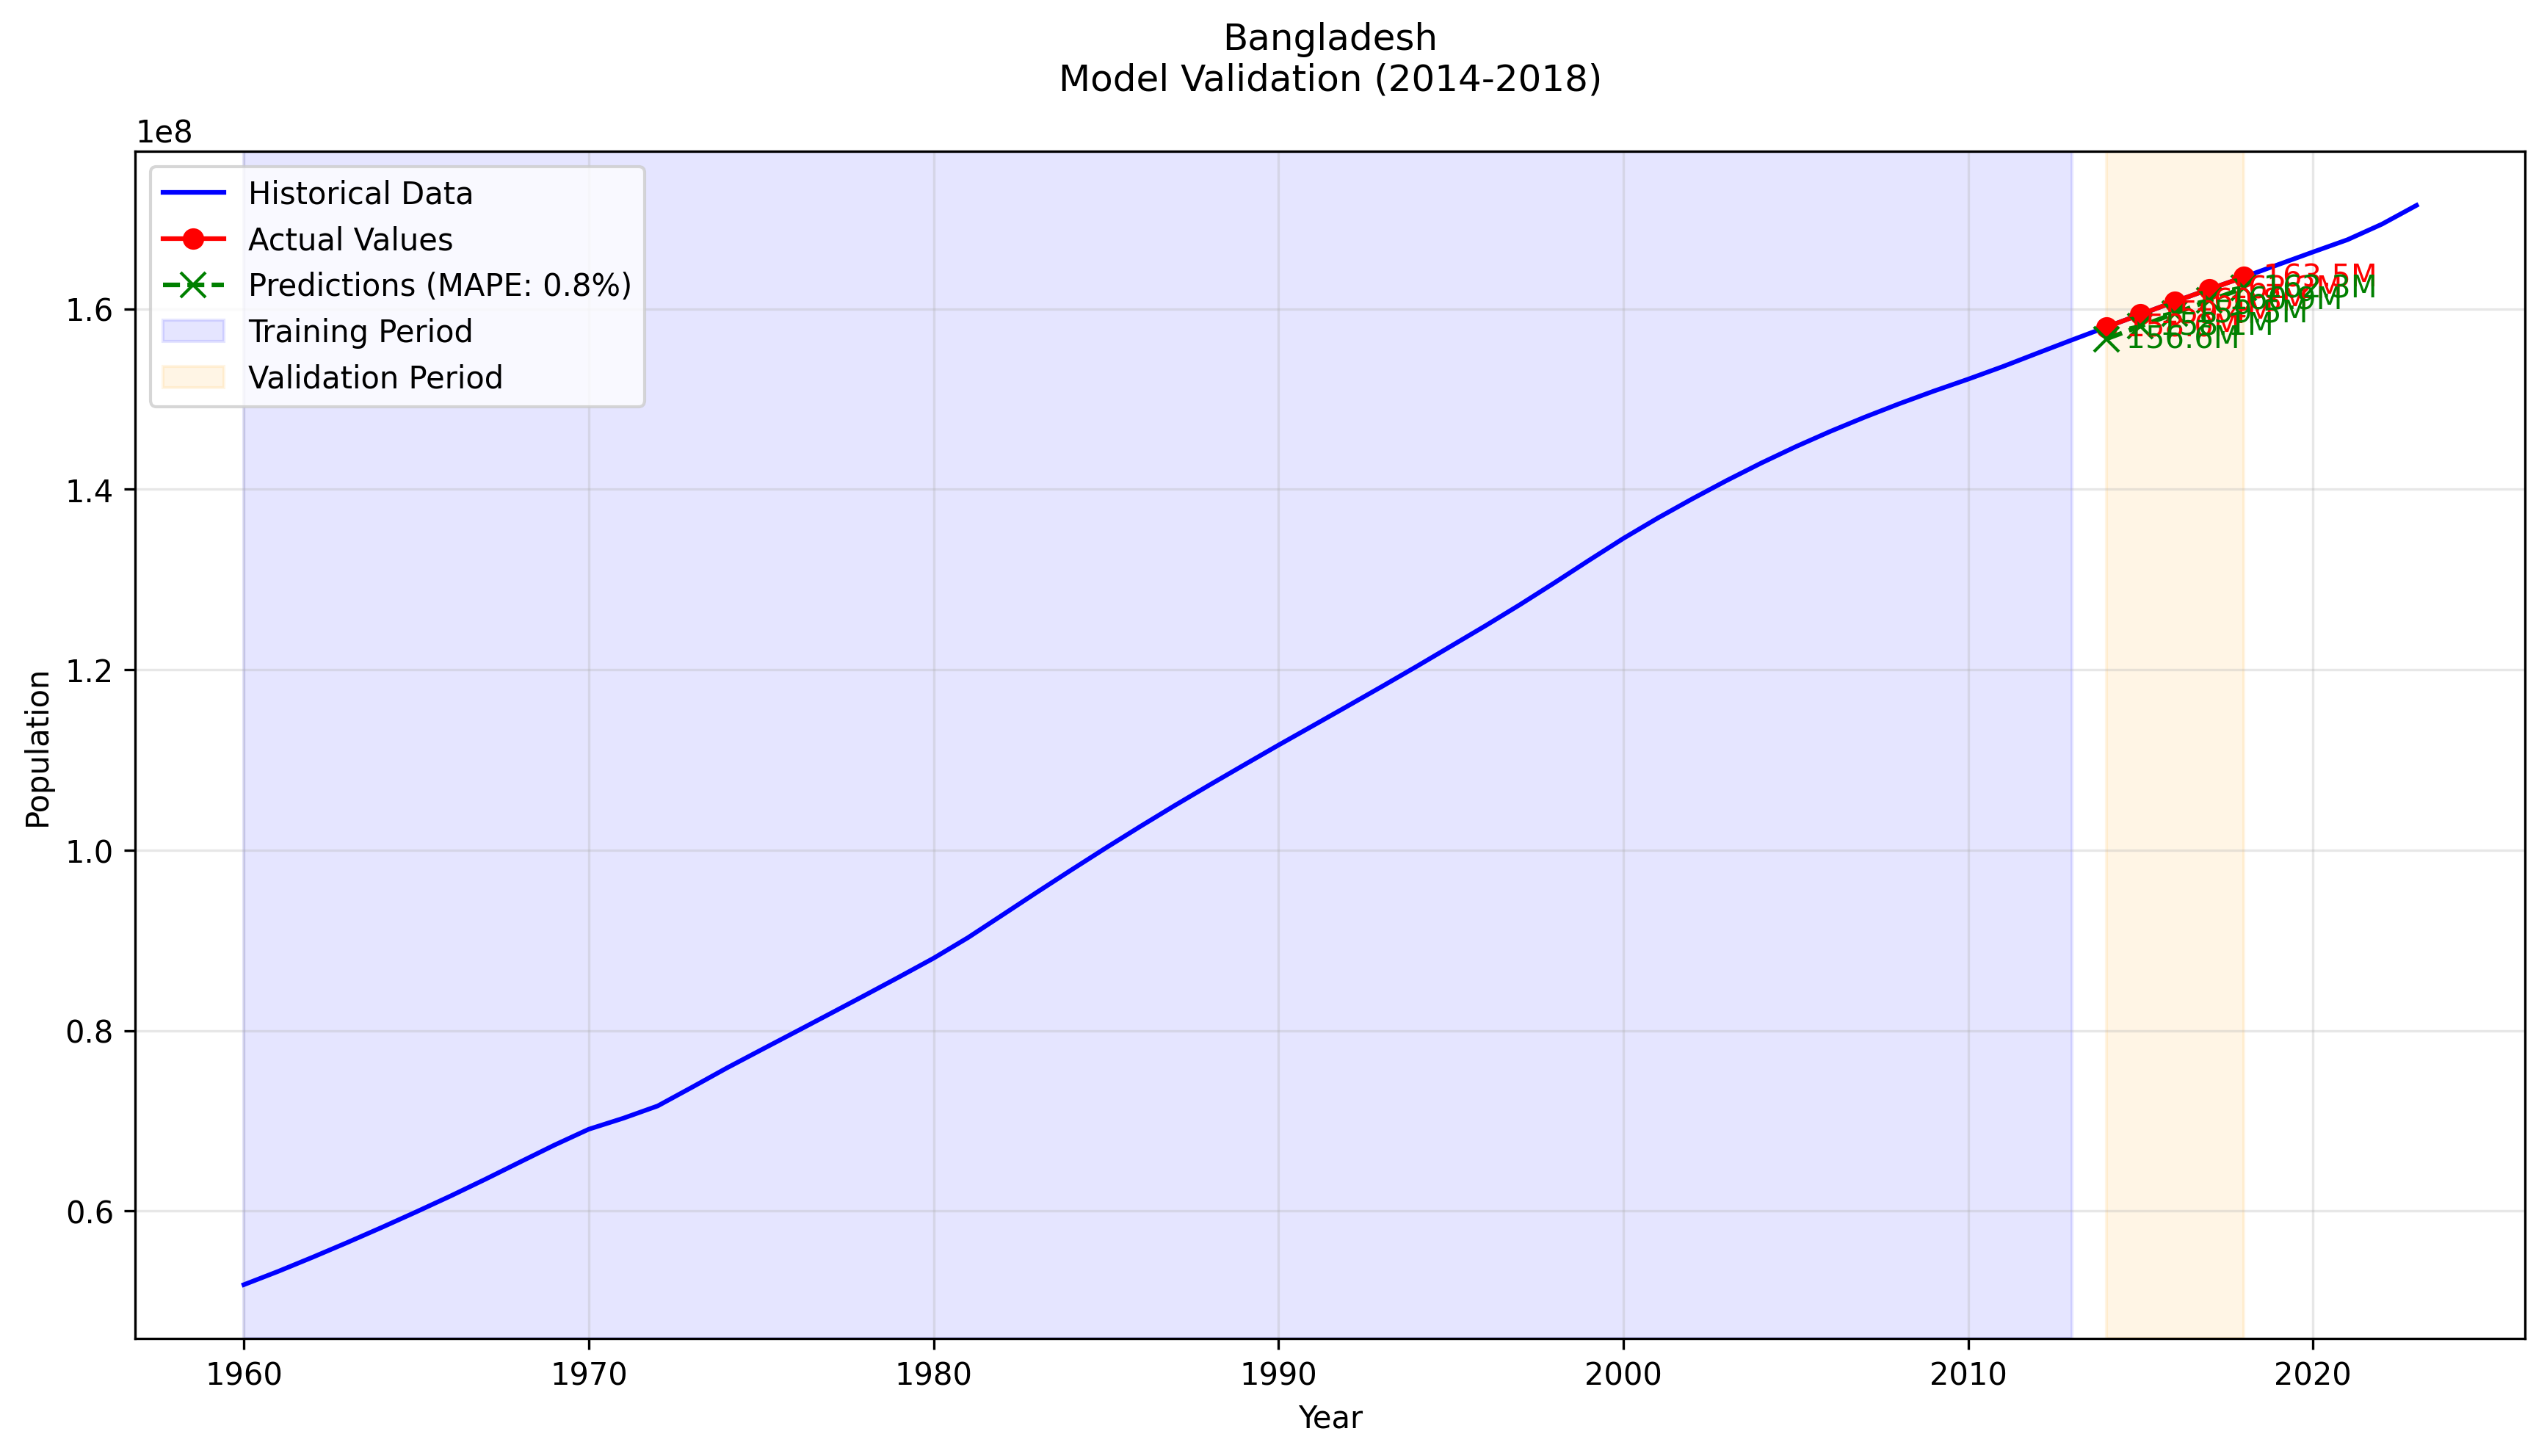 Bangladesh
Model Validation (2014-2018)
1e8
Historical Data
Actual Values
Predictions (MAPE: 0.8%)
Training Period
Validation Period
163.5M
156.6M
1.6
1.4
1.2
1.0
0.8
0.6
Population
1960
1970
1980
1990
2000
2010
2020
Year